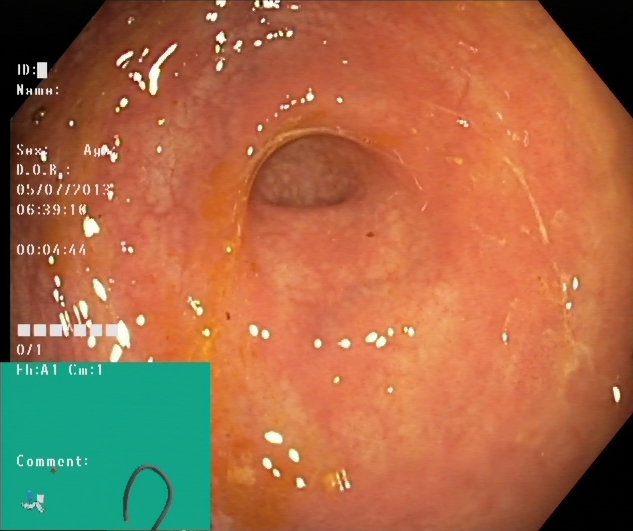 ID:
Name:
Sex: Age:
D.O.B.:
05/07/2013
06:39:10
00:04:44
0/1
Eh:A1 Cm:1
Comment: